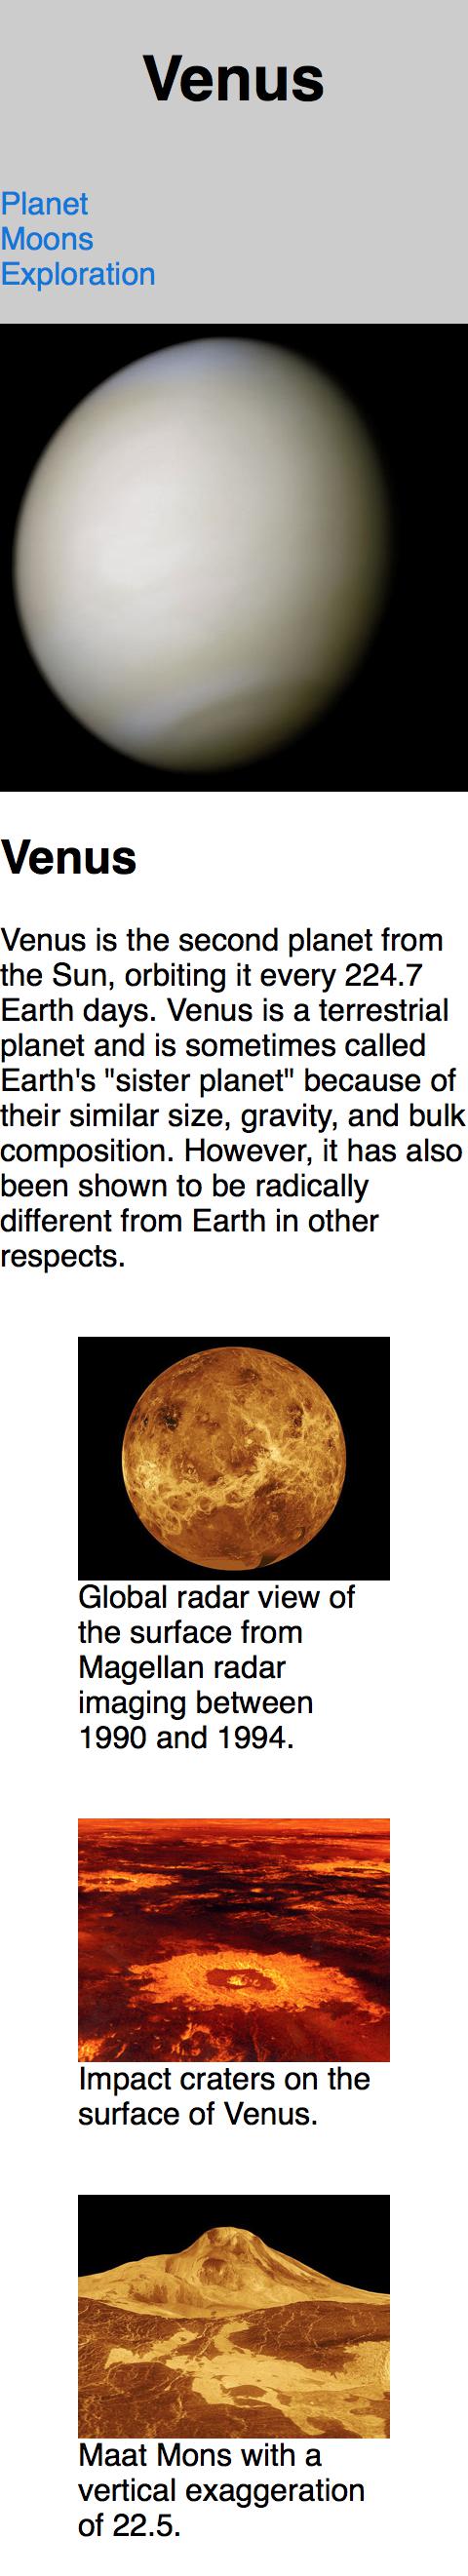 Venus
Planet
Moons
Exploration
Venus
Venus is the second planet from
the Sun, orbiting it every 224.7
Earth days. Venus is a terrestrial
planet and is sometimes called
Earth's "sister planet" because of
their similar size, gravity, and bulk
composition. However, it has also
been shown to be radically
different from Earth in other
respects.
Global radar view of
the surface from
Magellan radar
imaging between
1990 and 1994.
Impact craters on the
surface of Venus.
Maat Mons with a
vertical exaggeration
of 22.5.